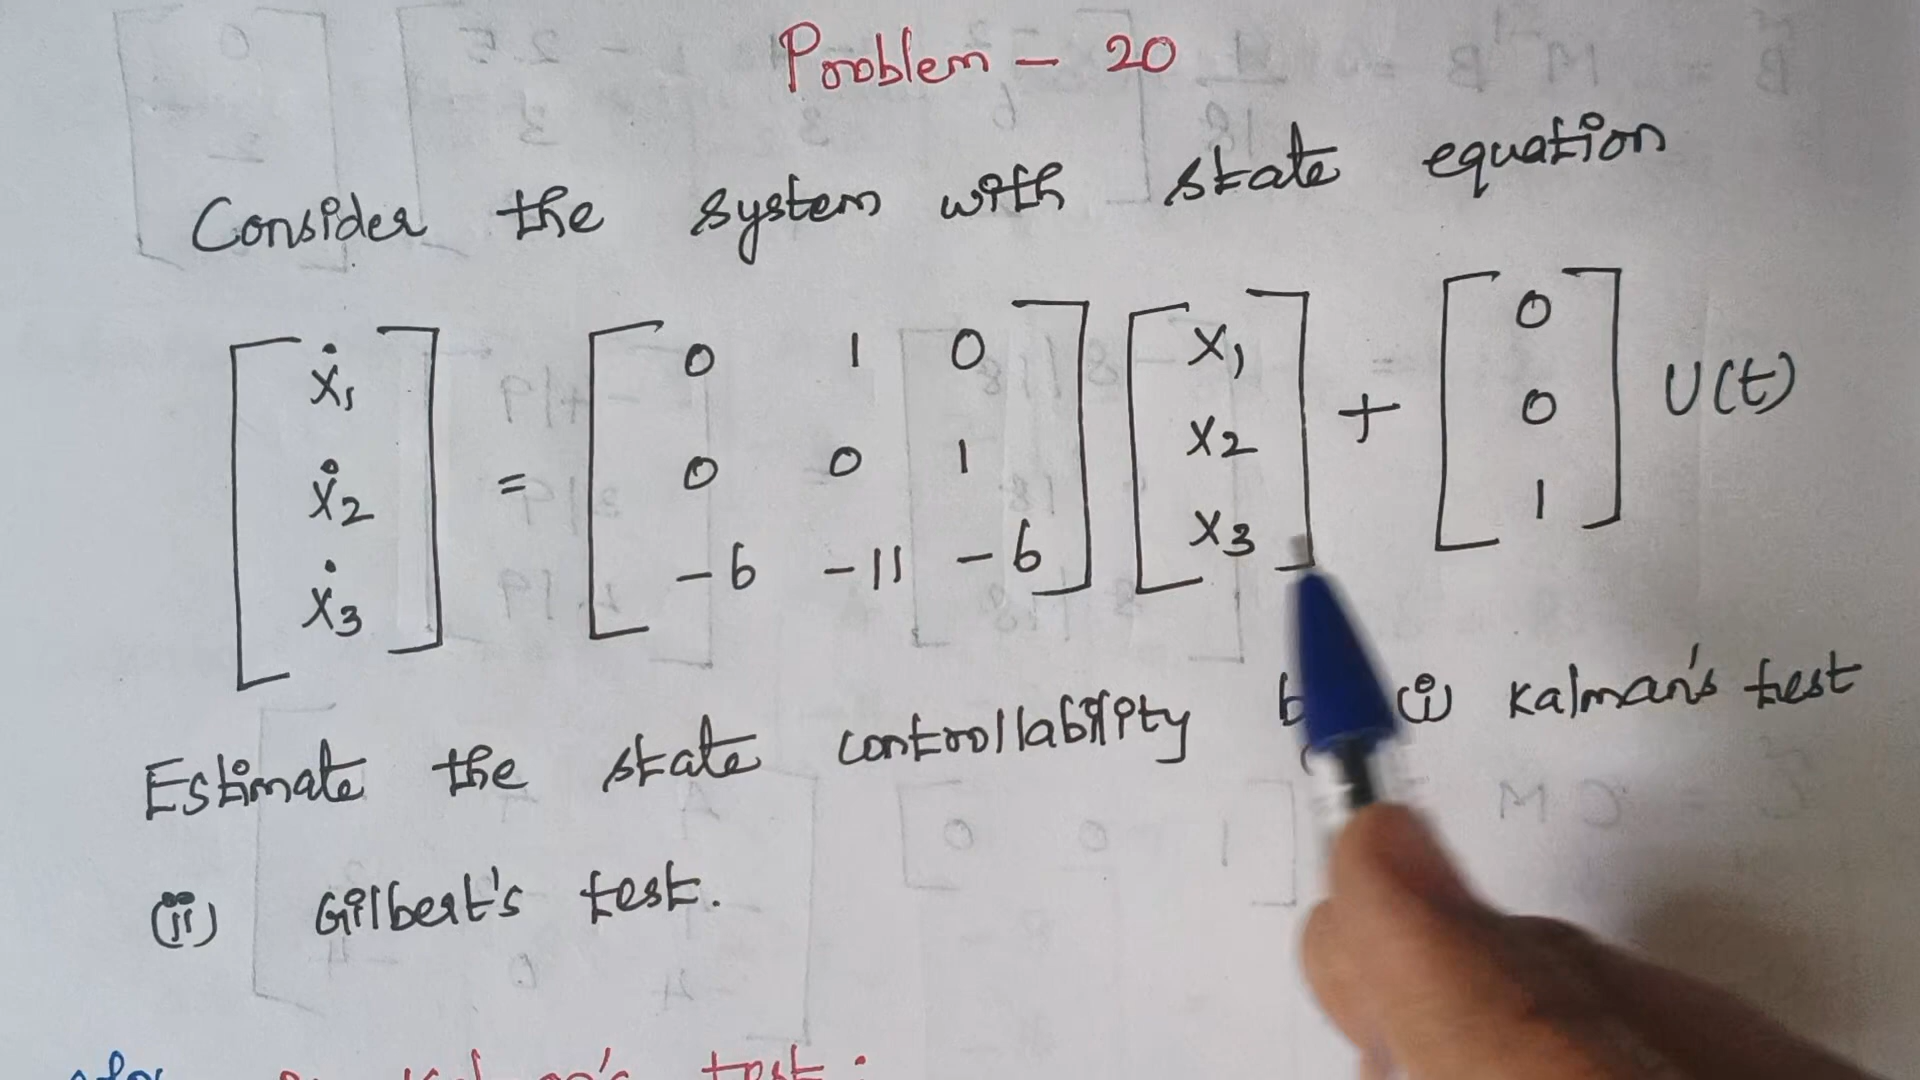 Problem - 20
Consider the system with state equation
[ẋ1 ẋ2 ẋ3] = [0 1 0; 0 0 1; -6 -11 -6] [x1 x2 x3] + [0 0 1] U(t)
Estimate the state controllability (i) Kalman's test
(ii) Gilbert's test.
test: